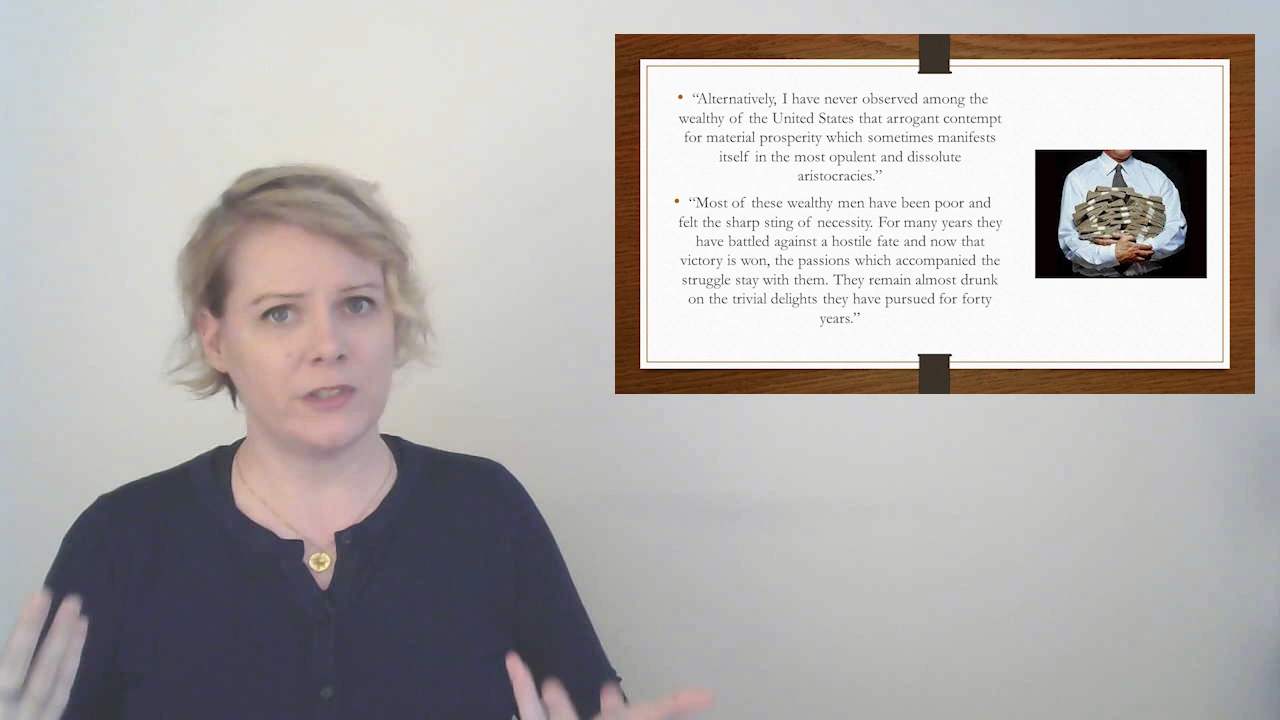 • “Alternatively, I have never observed among the
wealthy of the United States that arrogant contempt
for material prosperity which sometimes manifests
itself in the most opulent and dissolute
aristocracies.”
• “Most of these wealthy men have been poor and
felt the sharp sting of necessity. For many years they
have battled against a hostile fate and now that
victory is won, the passions which accompanied the
struggle stay with them. They remain almost drunk
on the trivial delights they have pursued for forty
years.”